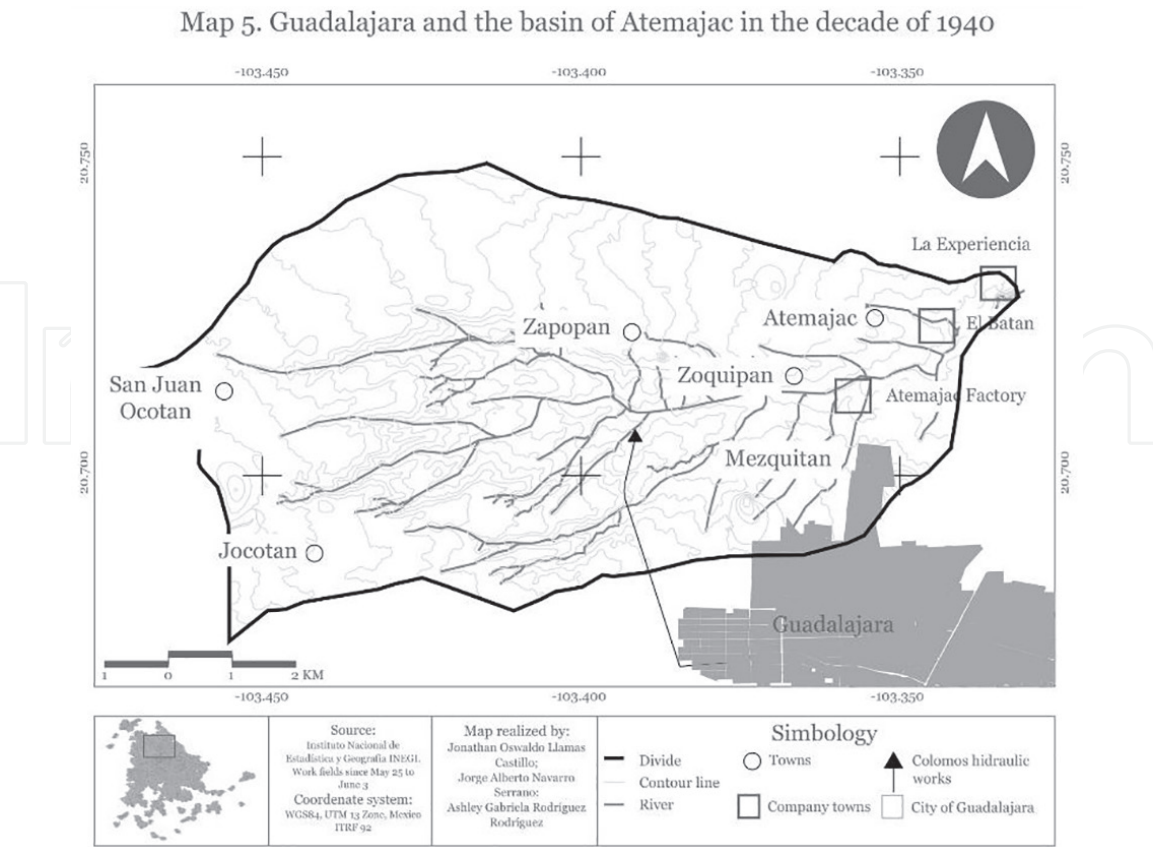 Map 5. Guadalajara and the basin of Atemajac in the decade of 1940
-103.450 -103.400 -103.350
20.750 20.750
La Experiencia
Zapopan
Atemajac
El Batan
San Juan
Ocotan
Zoquipan
Atemajac Factory
Mezquitan
20.700 20.700
Jocotan
Guadalajara
1 0 1 2 KM
-103.450 -103.400 -103.350
Source:
Instituto Nacional de
Estadistica y Geografia INEGI.
Work fields since May 25 to
June 3
Coordenate system:
WGS84, UTM 13 Zone, Mexico
ITRF 92
Map realized by:
Jonathan Oswaldo Llamas
Castillo;
Jorge Alberto Navarro
Serrano:
Ashley Gabriela Rodriguez
Rodriguez
Simbology
Divide
Contour line
River
Towns
Company towns
Colomos hidraulic
works
City of Guadalajara